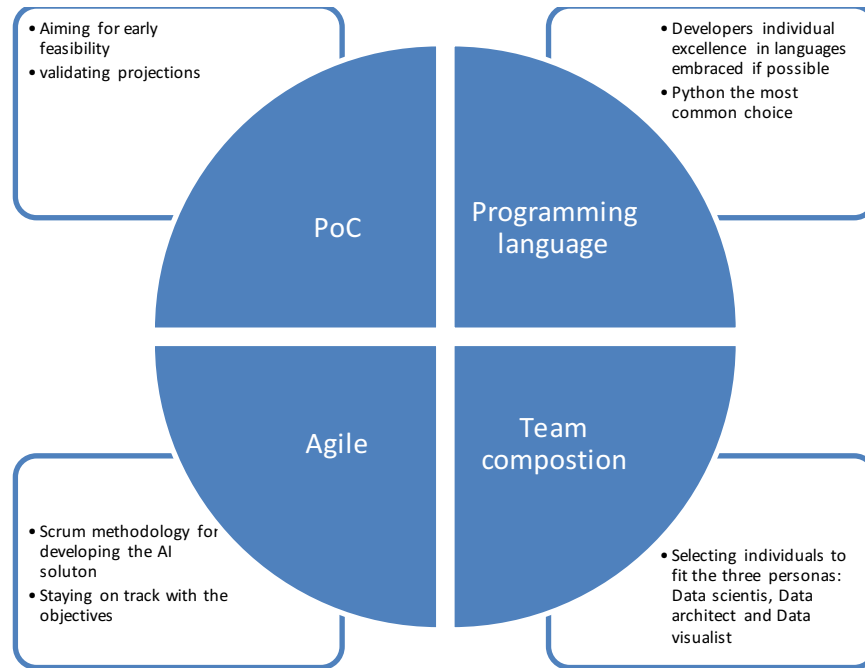 • Aiming for early
feasibility
• validating projections
• Developers individual
excellence in languages
embraced if possible
• Python the most
common choice
PoC
Programming
language
Agile
Team
compostion
• Scrum methodology for
developing the AI
soluton
• Staying on track with the
objectives
• Selecting individuals to
fit the three personas:
Data scientis, Data
architect and Data
visualist